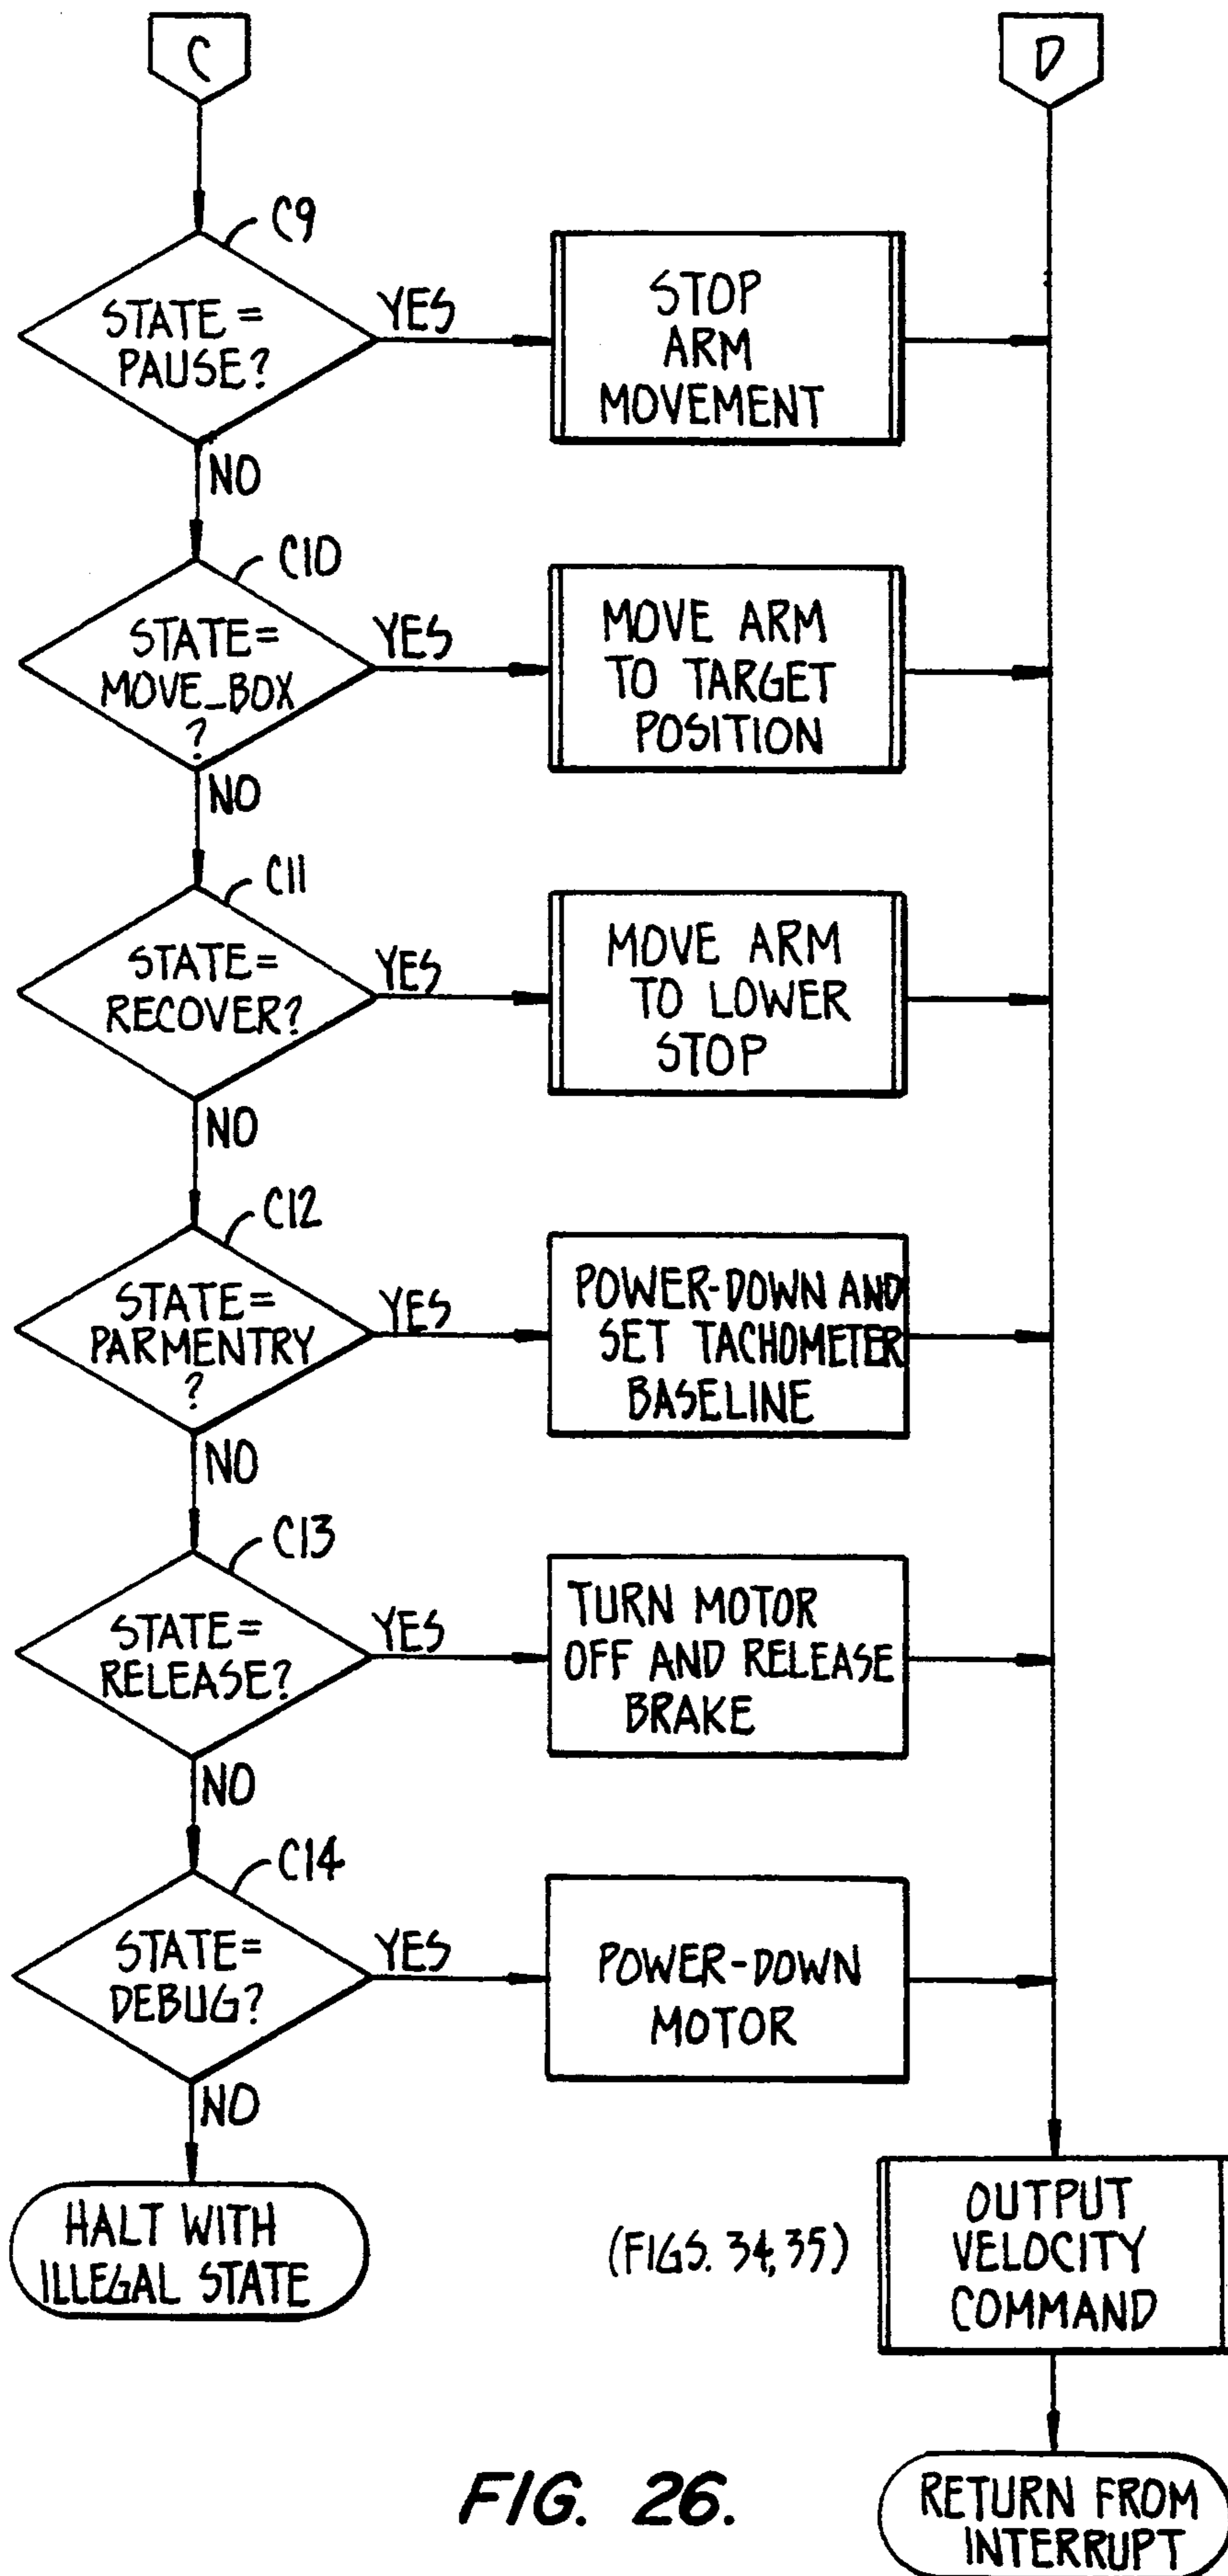 C
D
C9
STATE =
PAUSE?
YES
STOP
ARM
MOVEMENT
NO
C10
STATE=
MOVE_BOX
?
YES
MOVE ARM
TO TARGET
POSITION
NO
C11
STATE=
RECOVER?
YES
MOVE ARM
TO LOWER
STOP
NO
C12
STATE=
PARMENTRY
?
YES
POWER-DOWN AND
SET TACHOMETER
BASELINE
NO
C13
STATE=
RELEASE?
YES
TURN MOTOR
OFF AND RELEASE
BRAKE
NO
C14
STATE=
DEBUG?
YES
POWER-DOWN
MOTOR
NO
HALT WITH
ILLEGAL STATE
(FIGS. 34,35)
OUTPUT
VELOCITY
COMMAND
RETURN FROM
INTERRUPT
FIG. 26.